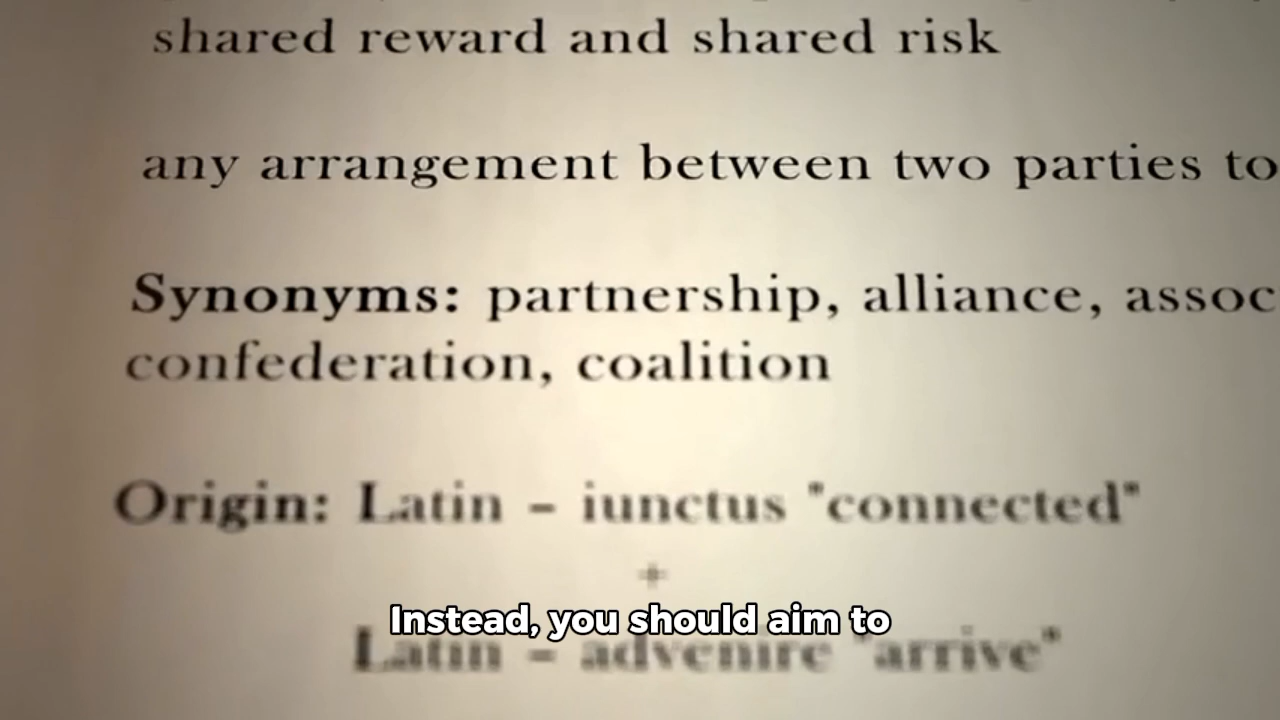 shared reward and shared risk
any arrangement between two parties to
Synonyms: partnership, alliance, assoc
confederation, coalition
Origin: Latin - iunctus "connected"
+
Instead, you should aim to
Latin - advenire "arrive"